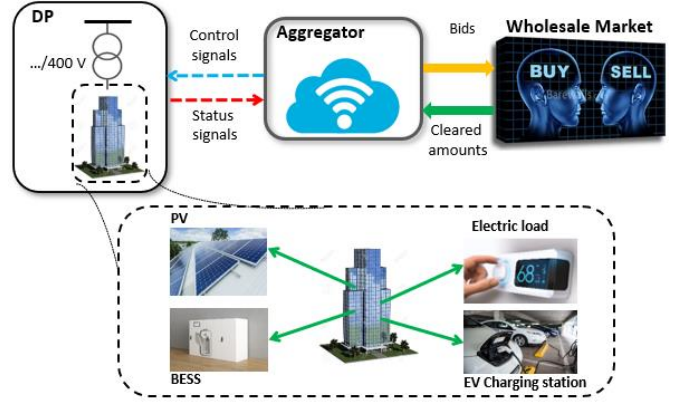 DP
.../400 V
Control
signals
Status
signals
Aggregator
Bids
Cleared
amounts
Wholesale Market
BUY
SELL
PV
BESS
Electric load
68
EV Charging station